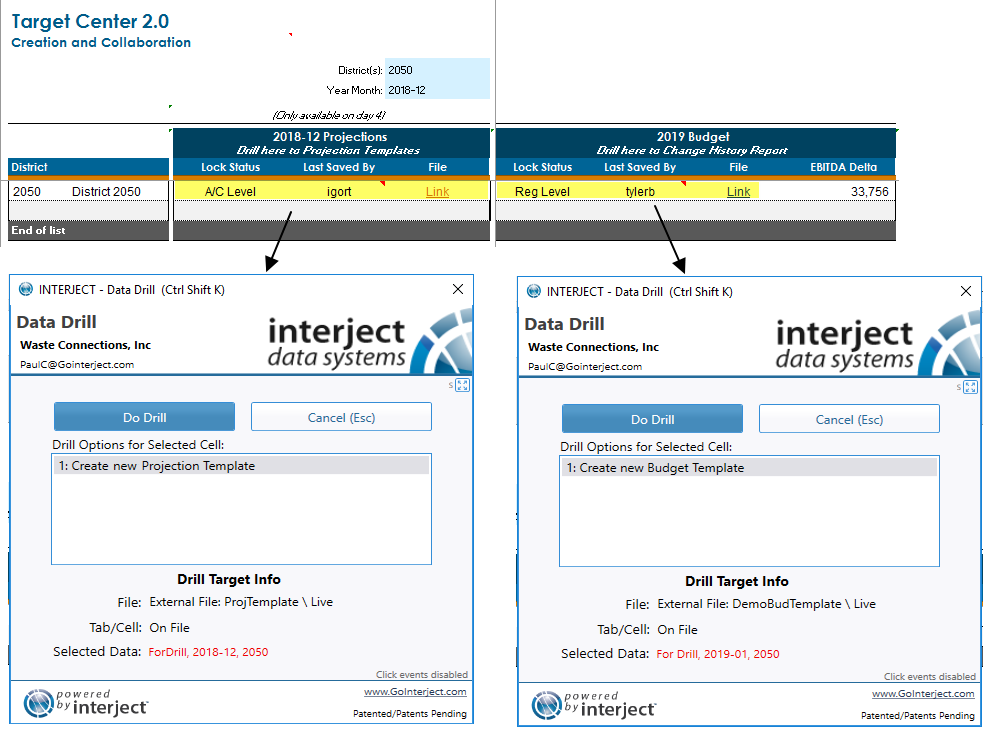 Target Center 2.0
Creation and Collaboration
District(s): 2050
Year Month: 2018-12
(Only available on day 4)
2018-12 Projections
Drill here to Projection Templates
2019 Budget
Drill here to Change History Report
District Lock Status Last Saved By File Lock Status Last Saved By File EBITDA Delta
2050 District 2050 A/C Level igort Link Reg Level tylerb Link 33,756
End of list
INTERJECT - Data Drill (Ctrl Shift K)
Data Drill
Waste Connections, Inc
PaulC@Gointerject.com
interject
data systems
s
Do Drill Cancel (Esc)
Drill Options for Selected Cell:
1: Create new Projection Template
Drill Target Info
File: External File: ProjTemplate \ Live
Tab/Cell: On File
Selected Data: ForDrill, 2018-12, 2050
Click events disabled
powered
by interject
www.GoInterject.com
Patented/Patents Pending
INTERJECT - Data Drill (Ctrl Shift K)
Data Drill
Waste Connections, Inc
PaulC@Gointerject.com
interject
data systems
s
Do Drill Cancel (Esc)
Drill Options for Selected Cell:
1: Create new Budget Template
Drill Target Info
File: External File: DemoBudTemplate \ Live
Tab/Cell: On File
Selected Data: For Drill, 2019-01, 2050
Click events disabled
powered
by interject
www.GoInterject.com
Patented/Patents Pending